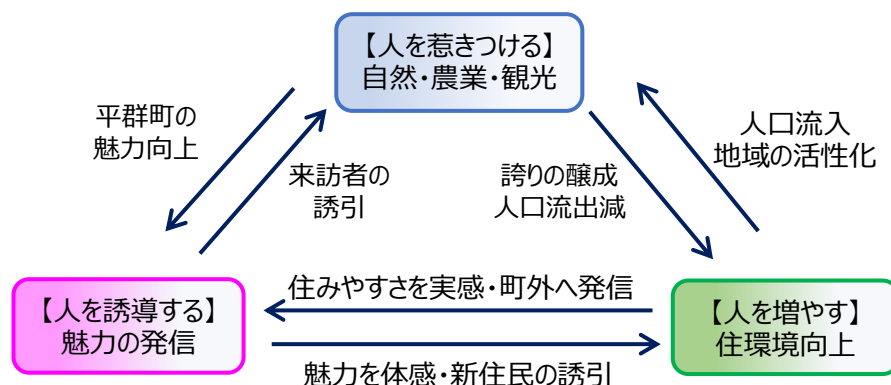 【人を惹きつける】
自然・農業・観光
平群町の
魅力向上
来訪者の
誘引
誇りの醸成
人口流出減
人口流入
地域の活性化
【人を誘導する】
魅力の発信
住みやすさを実感・町外へ発信
魅力を体感・新住民の誘引
【人を増やす】
住環境向上